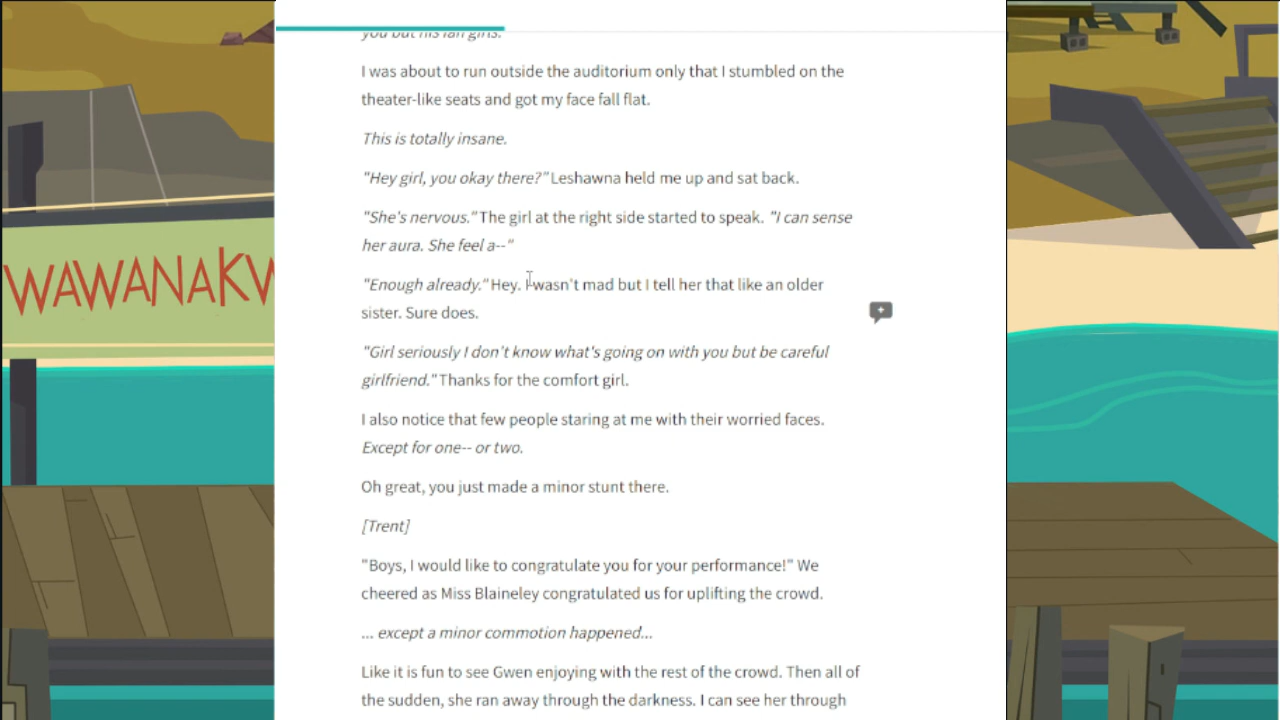 you but his fan girls.
I was about to run outside the auditorium only that I stumbled on the
theater-like seats and got my face fall flat.
This is totally insane.
"Hey girl, you okay there?" Leshawna held me up and sat back.
"She's nervous." The girl at the right side started to speak. "I can sense
her aura. She feel a--"
"Enough already." Hey. I wasn't mad but I tell her that like an older
sister. Sure does.
"Girl seriously I don't know what's going on with you but be careful
girlfriend." Thanks for the comfort girl.
I also notice that few people staring at me with their worried faces.
Except for one-- or two.
Oh great, you just made a minor stunt there.
[Trent]
"Boys, I would like to congratulate you for your performance!" We
cheered as Miss Blaineley congratulated us for uplifting the crowd.
... except a minor commotion happened...
Like it is fun to see Gwen enjoying with the rest of the crowd. Then all of
the sudden, she ran away through the darkness. I can see her through
WAWANAKW